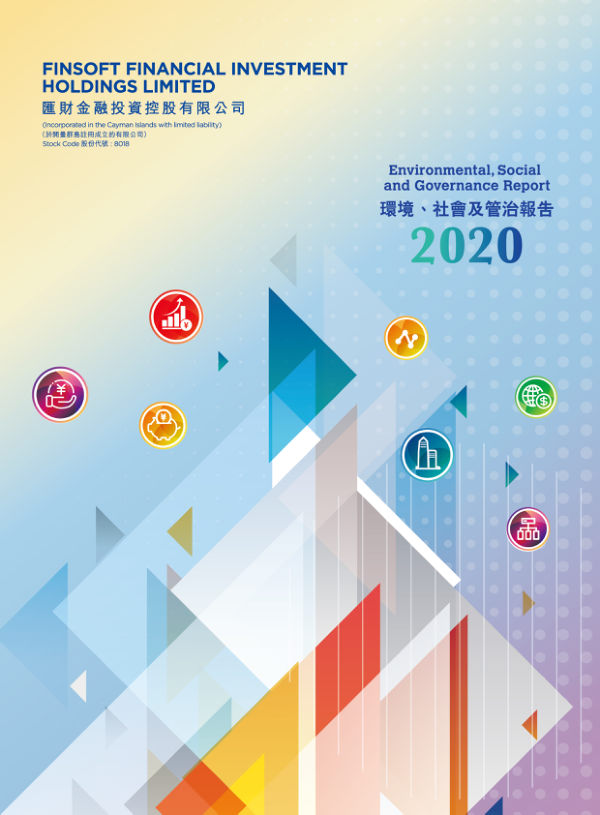 FINSOFT FINANCIAL INVESTMENT
HOLDINGS LIMITED
匯財金融投資控股有限公司
(Incorporated in the Cayman Islands with limited liability)
(於開曼群島註冊成立的有限公司)
Stock Code 股份代號 : 8018
Environmental, Social
and Governance Report
環境、社會及管治報告
2020